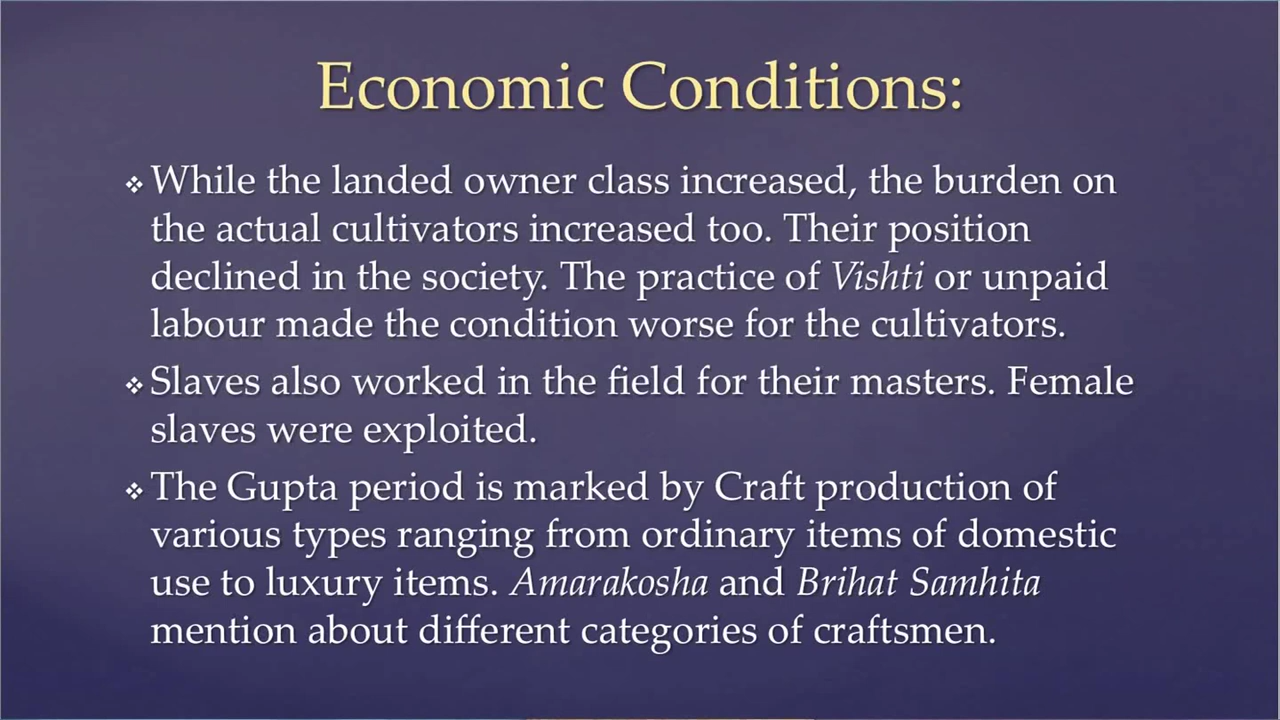 Economic Conditions:
❖ While the landed owner class increased, the burden on
the actual cultivators increased too. Their position
declined in the society. The practice of Vishti or unpaid
labour made the condition worse for the cultivators.
❖ Slaves also worked in the field for their masters. Female
slaves were exploited.
❖ The Gupta period is marked by Craft production of
various types ranging from ordinary items of domestic
use to luxury items. Amarakosha and Brihat Samhita
mention about different categories of craftsmen.